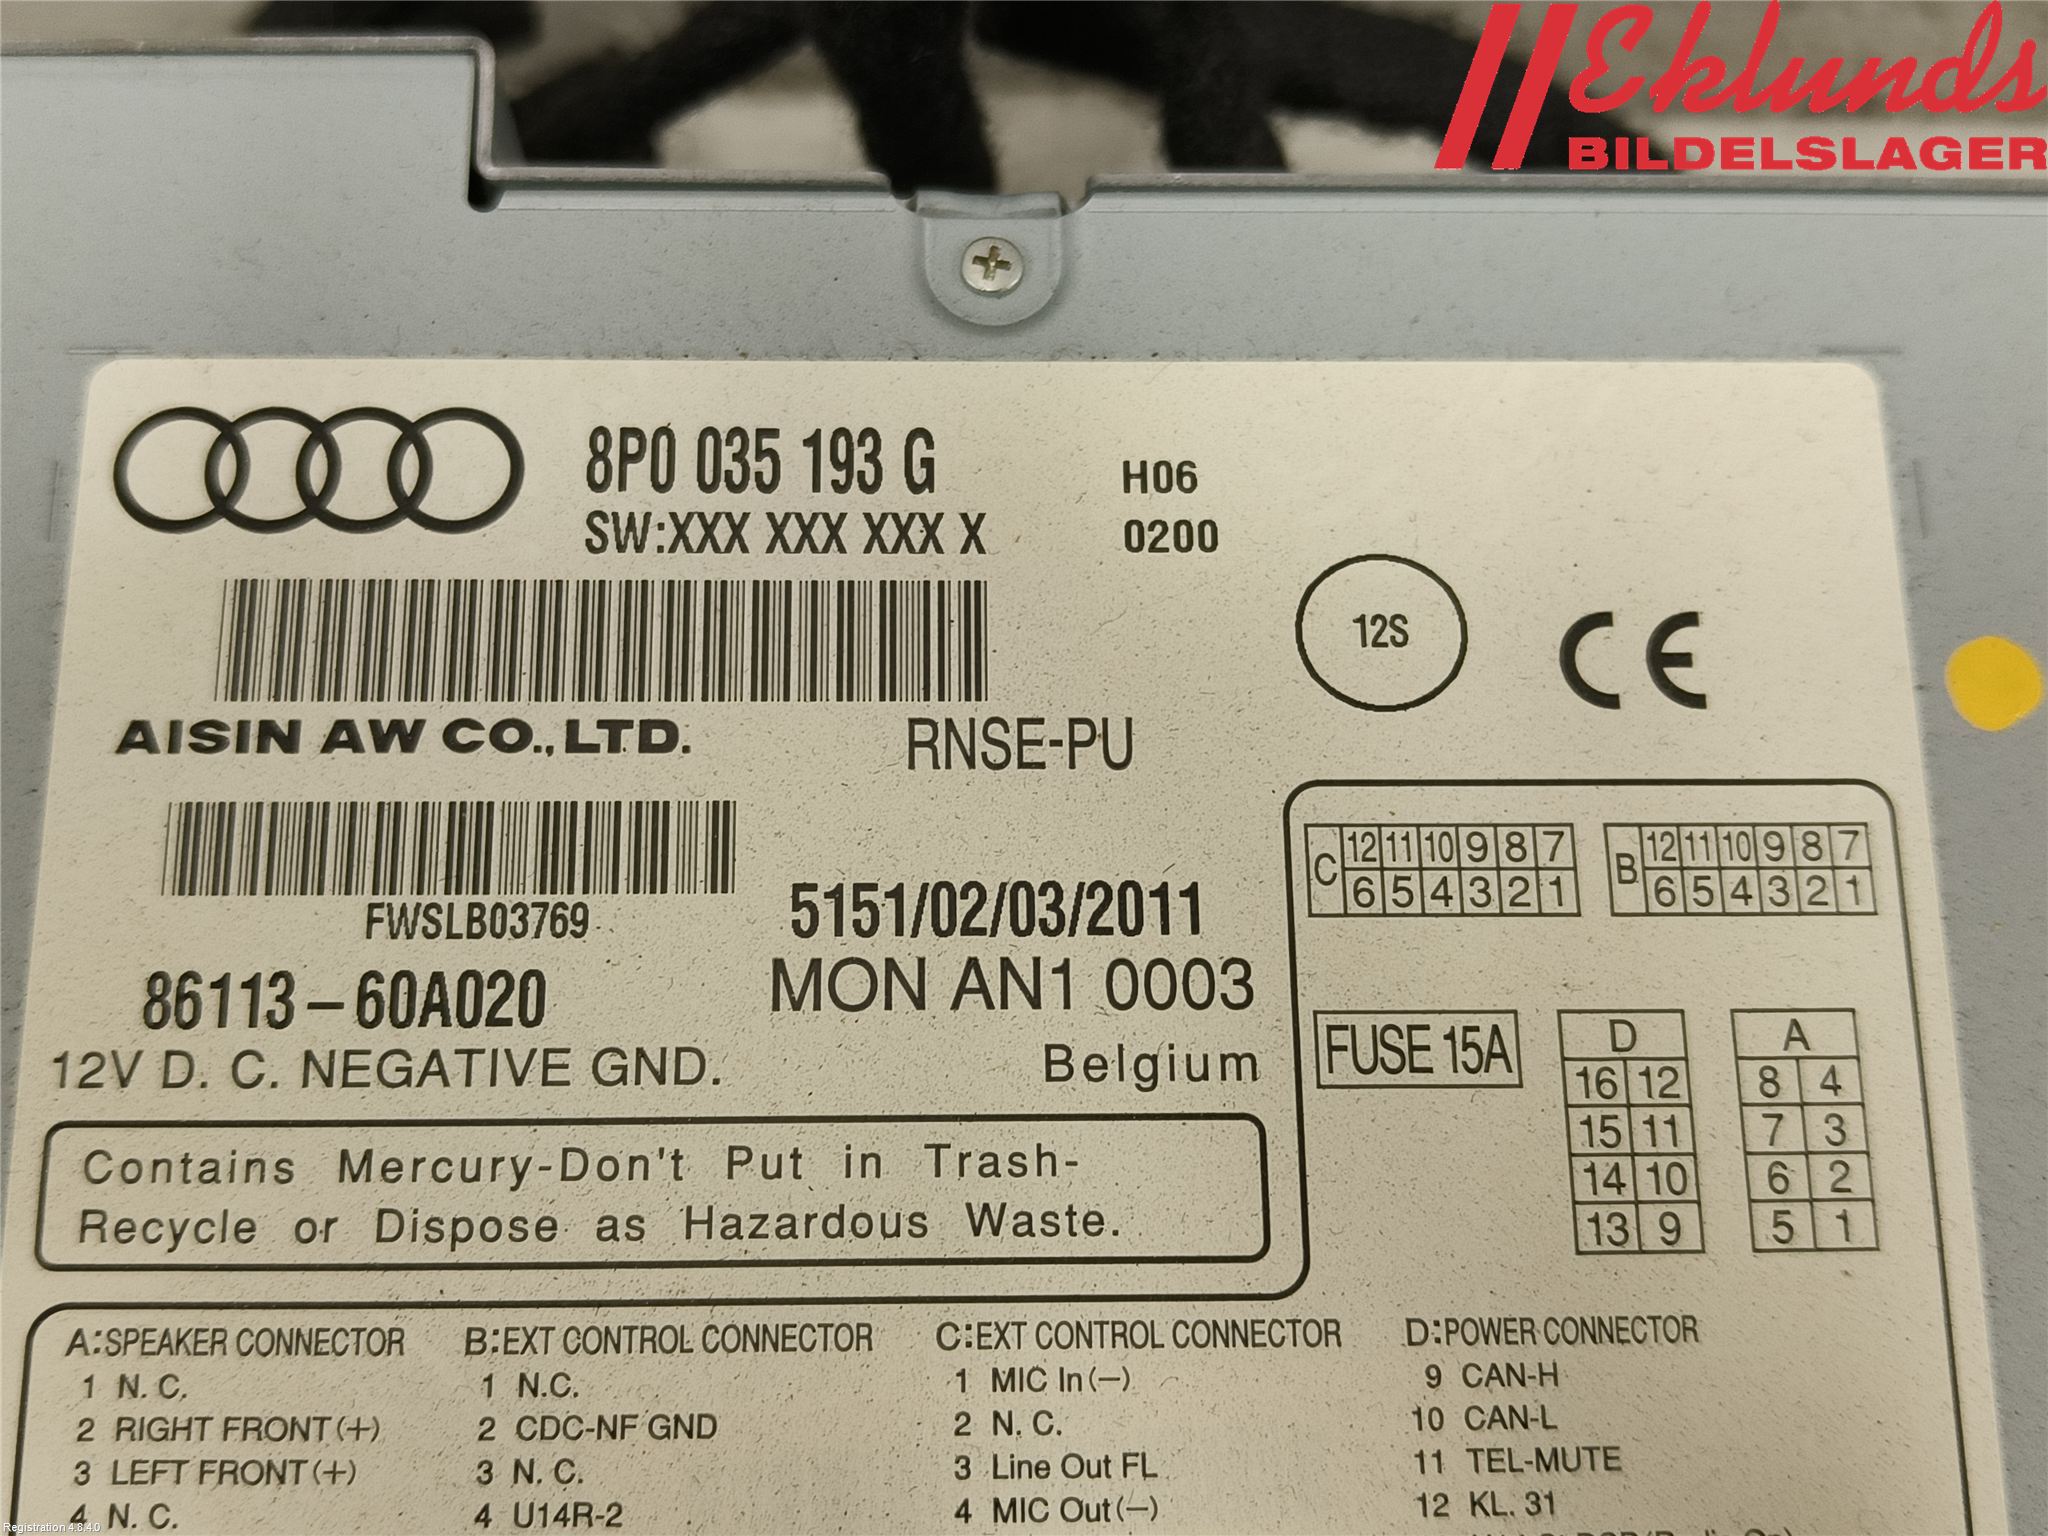 Eklunds
BILDELSLAGER
8P0 035 193 G
H06
SW:XXX XXX XXX X
0200
12S
CE
AISIN AW CO., LTD.
RNSE-PU
FWSLB03769
5151/02/03/2011
86113-60A020
MON AN1 0003
12V D. C. NEGATIVE GND.
Belgium
C 12 11 10 9 8 7
6 5 4 3 2 1
B 12 11 10 9 8 7
6 5 4 3 2 1
FUSE 15A
D
16 12
15 11
14 10
13 9
A
8 4
7 3
6 2
5 1
Contains Mercury-Don't Put in Trash-
Recycle or Dispose as Hazardous Waste.
A:SPEAKER CONNECTOR
1 N. C.
2 RIGHT FRONT(+)
3 LEFT FRONT(+)
4 N. C.
B:EXT CONTROL CONNECTOR
1 N.C.
2 CDC-NF GND
3 N. C.
4 U14R-2
C:EXT CONTROL CONNECTOR
1 MIC In(-)
2 N. C.
3 Line Out FL
4 MIC Out(-)
D:POWER CONNECTOR
9 CAN-H
10 CAN-L
11 TEL-MUTE
12 KL. 31
Registration 4.8.4.0